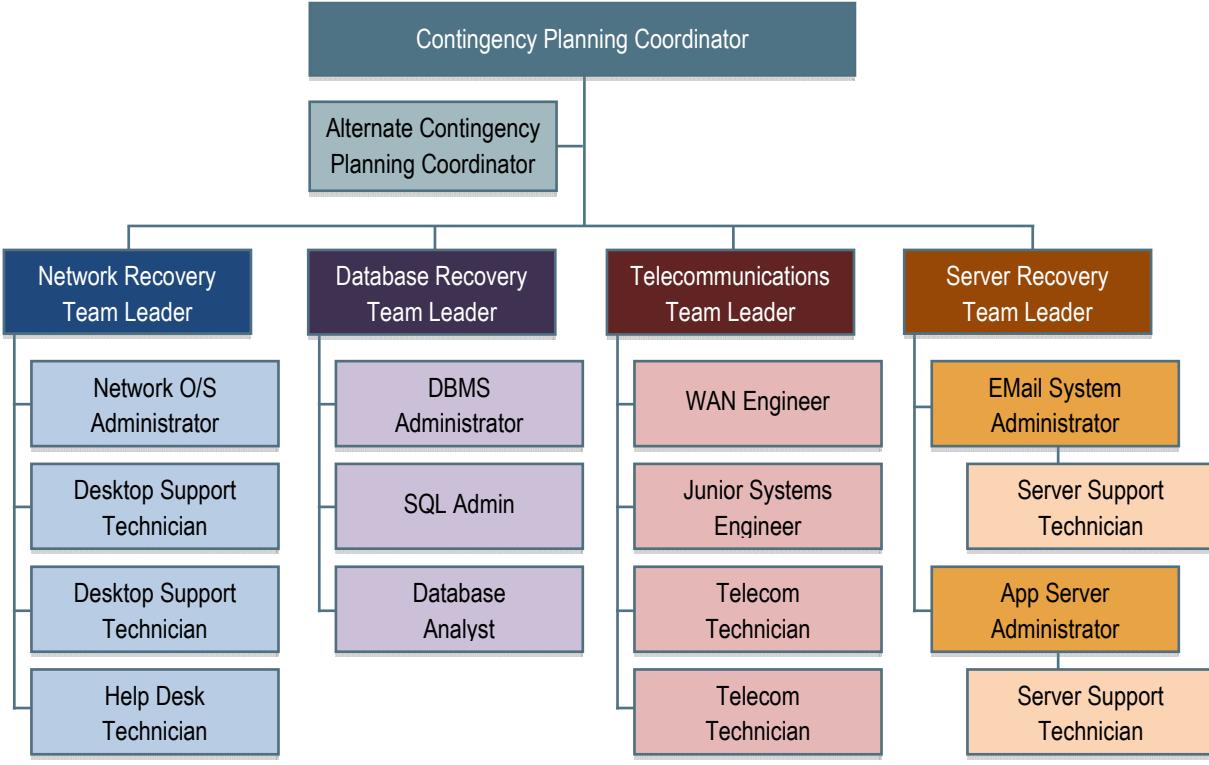 Contingency Planning Coordinator
Alternate Contingency
Planning Coordinator
Network Recovery
Team Leader
Network O/S
Administrator
Desktop Support
Technician
Desktop Support
Technician
Help Desk
Technician
Database Recovery
Team Leader
DBMS
Administrator
SQL Admin
Database
Analyst
Telecommunications
Team Leader
WAN Engineer
Junior Systems
Engineer
Telecom
Technician
Telecom
Technician
Server Recovery
Team Leader
EMail System
Administrator
Server Support
Technician
App Server
Administrator
Server Support
Technician